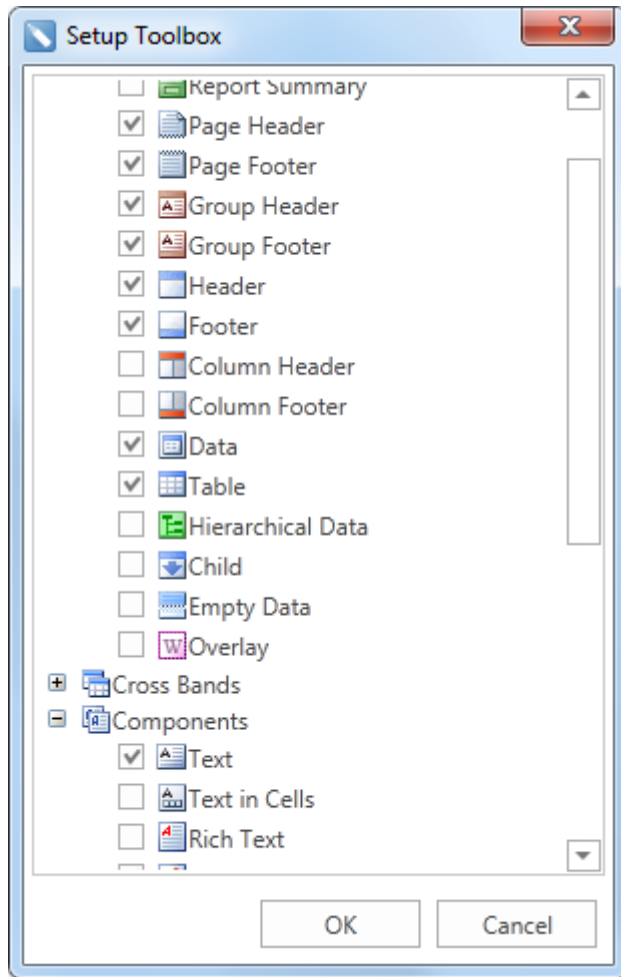 Setup Toolbox
Report Summary
Page Header
Page Footer
Group Header
Group Footer
Header
Footer
Column Header
Column Footer
Data
Table
Hierarchical Data
Child
Empty Data
Overlay
Cross Bands
Components
Text
Text in Cells
Rich Text
OK
Cancel